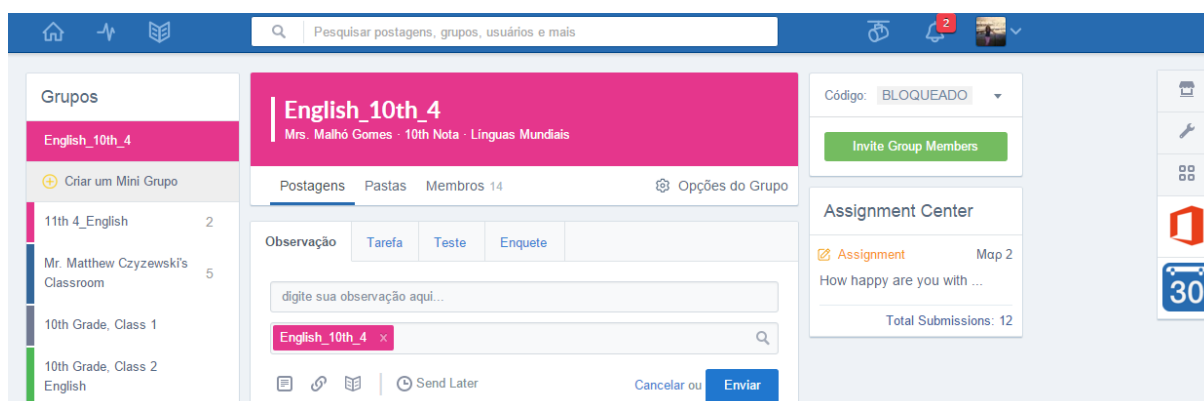 Pesquisar postagens, grupos, usuários e mais
2
Grupos
English_10th_4
Criar um Mini Grupo
11th 4_English 2
Mr. Matthew Czyzewski's
Classroom 5
10th Grade, Class 1
10th Grade, Class 2
English
English_10th_4
Mrs. Malhó Gomes · 10th Nota · Línguas Mundiais
Postagens Pastas Membros 14 Opções do Grupo
Observação Tarefa Teste Enquete
digite sua observação aqui...
English_10th_4 x
Send Later Cancelar ou Enviar
Código: BLOQUEADO
Invite Group Members
Assignment Center
Assignment Μαρ 2
How happy are you with ...
Total Submissions: 12
30